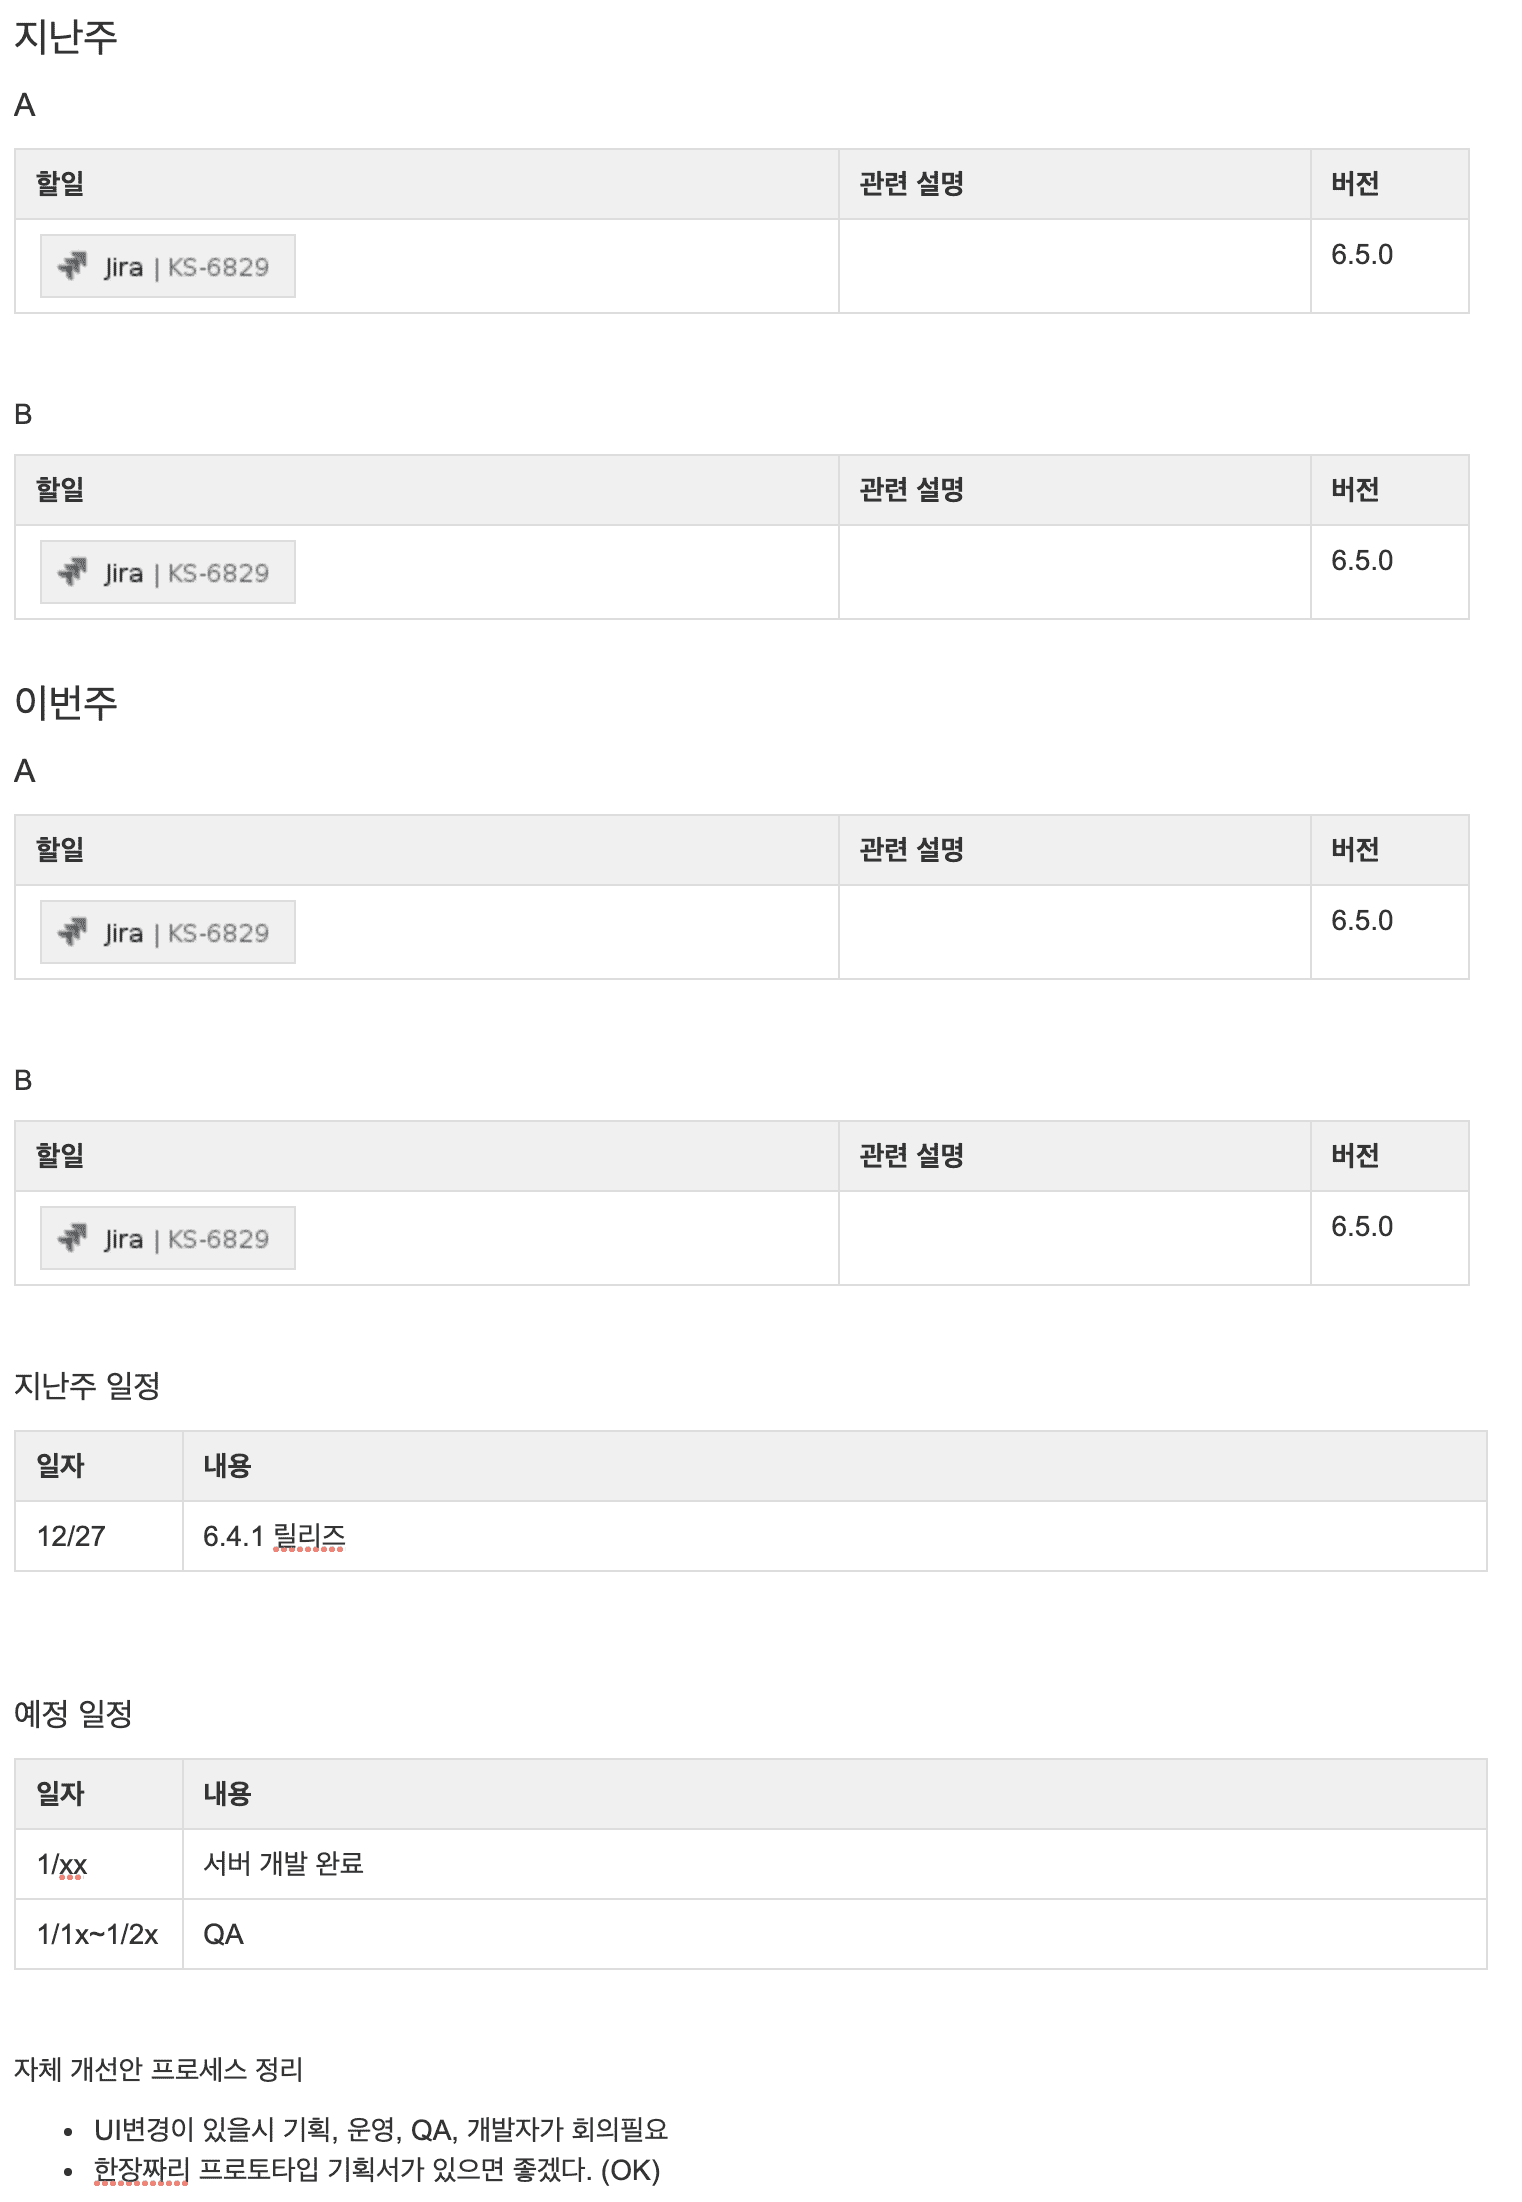 지난주
A
할일 관련 설명 버전
Jira | KS-6829 6.5.0
B
할일 관련 설명 버전
Jira | KS-6829 6.5.0
이번주
A
할일 관련 설명 버전
Jira | KS-6829 6.5.0
B
할일 관련 설명 버전
Jira | KS-6829 6.5.0
지난주 일정
일자 내용
12/27 6.4.1 릴리즈
예정 일정
일자 내용
1/xx 서버 개발 완료
1/1x~1/2x QA
자체 개선안 프로세스 정리
• UI변경이 있을시 기획, 운영, QA, 개발자가 회의필요
• 한장짜리 프로토타입 기획서가 있으면 좋겠다. (OK)